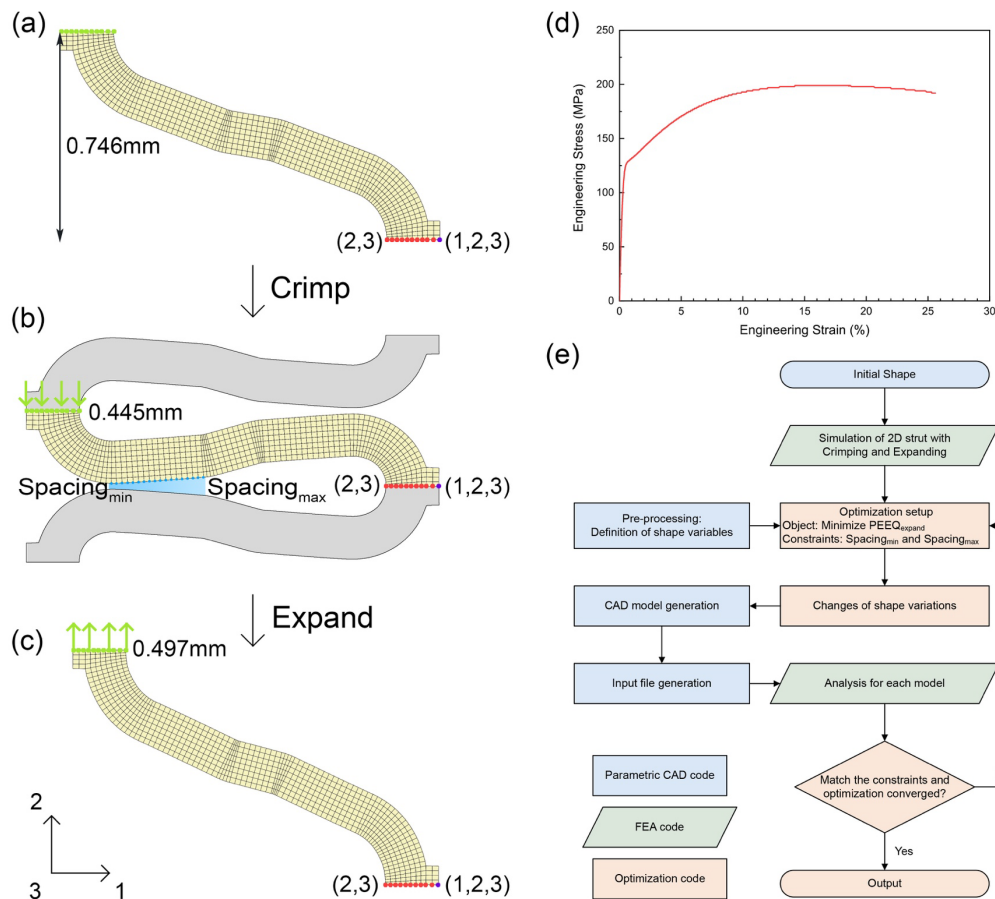 (a)
0.746mm
(2,3)
(1,2,3)
Crimp
(b)
0.445mm
Spacingmin
Spacingmax
(2,3)
(1,2,3)
Expand
(c)
0.497mm
2
3
1
(2,3)
(1,2,3)
(d)
Engineering Stress (MPa)
250
200
150
100
50
0
0
5
10
15
20
25
30
Engineering Strain (%)
(e)
Initial Shape
Simulation of 2D strut with
Crimping and Expanding
Pre-processing:
Definition of shape variables
Optimization setup
Object: Minimize PEEQexpand
Constraints: Spacingmin and Spacingmax
CAD model generation
Changes of shape variations
Input file generation
Analysis for each model
Parametric CAD code
FEA code
Optimization code
Match the constraints and
optimization converged?
Yes
Output